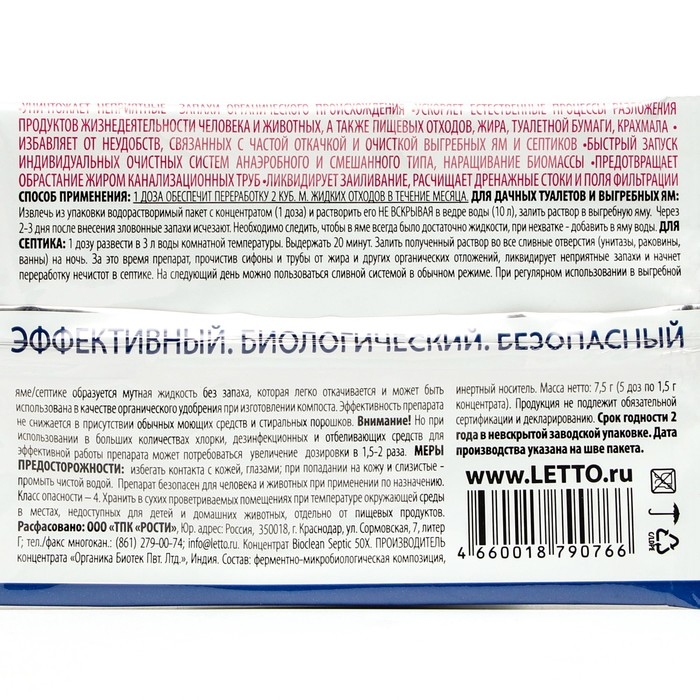 УНИЧТОЖАЕТ НЕПРИЯТНЫЕ ЗАПАХИ ОРГАНИЧЕСКОГО ПРОИСХОЖДЕНИЯ •УСКОРЯЕТ ЕСТЕСТВЕННЫЕ ПРОЦЕССЫ РАЗЛОЖЕНИЯ
ПРОДУКТОВ ЖИЗНЕДЕЯТЕЛЬНОСТИ ЧЕЛОВЕКА И ЖИВОТНЫХ, А ТАКЖЕ ПИЩЕВЫХ ОТХОДОВ, ЖИРА, ТУАЛЕТНОЙ БУМАГИ, КРАХМАЛА •
ИЗБАВЛЯЕТ ОТ НЕУДОБСТВ, СВЯЗАННЫХ С ЧАСТОЙ ОТКАЧКОЙ И ОЧИСТКОЙ ВЫГРЕБНЫХ ЯМ И СЕПТИКОВ •БЫСТРЫЙ ЗАПУСК
ИНДИВИДУАЛЬНЫХ ОЧИСТНЫХ СИСТЕМ АНАЭРОБНОГО И СМЕШАННОГО ТИПА, НАРАЩИВАНИЕ БИОМАССЫ •ПРЕДОТВРАЩАЕТ
ОБРАСТАНИЕ ЖИРОМ КАНАЛИЗАЦИОННЫХ ТРУБ •ЛИКВИДИРУЕТ ЗАИЛИВАНИЕ, РАСЧИЩАЕТ ДРЕНАЖНЫЕ СТОКИ И ПОЛЯ ФИЛЬТРАЦИИ
СПОСОБ ПРИМЕНЕНИЯ: 1 ДОЗА ОБЕСПЕЧИТ ПЕРЕРАБОТКУ 2 КУБ. М. ЖИДКИХ ОТХОДОВ В ТЕЧЕНИЕ МЕСЯЦА. ДЛЯ ДАЧНЫХ ТУАЛЕТОВ И ВЫГРЕБНЫХ ЯМ:
Извлечь из упаковки водорастворимый пакет с концентратом (1 доза) и растворить его НЕ ВСКРЫВАЯ в ведре воды (10 л), залить раствор в выгребную яму. Через
2-3 дня после внесения зловонные запахи исчезают. Необходимо следить, чтобы в яме всегда было достаточно жидкости, при нехватке - добавить в яму воды. ДЛЯ
СЕПТИКА: 1 дозу развести в 3 л воды комнатной температуры. Выдержать 20 минут. Залить полученный раствор во все сливные отверстия (унитазы, раковины,
ванны) на ночь. За это время препарат, прочистив сифоны и трубы от жира и других органических отложений, ликвидирует неприятные запахи и начнет
переработку нечистот в септике. На следующий день можно пользоваться сливной системой в обычном режиме. При регулярном использовании в выгребной
ЭФФЕКТИВНЫЙ. БИОЛОГИЧЕСКИЙ. БЕЗОПАСНЫЙ
яме/септике образуется мутная жидкость без запаха, которая легко откачивается и может быть
использована в качестве органического удобрения при изготовлении компоста. Эффективность препарата
не снижается в присутствии обычных моющих средств и стиральных порошков. Внимание! Но при
использовании в больших количествах хлорки, дезинфекционных и отбеливающих средств для
эффективной работы препарата может потребоваться увеличение дозировки в 1,5-2 раза. МЕРЫ
ПРЕДОСТОРОЖНОСТИ: избегать контакта с кожей, глазами; при попадании на кожу и слизистые -
промыть чистой водой. Препарат безопасен для человека и животных при применении по назначению.
Класс опасности – 4. Хранить в сухих проветриваемых помещениях при температуре окружающей среды
в местах, недоступных для детей и домашних животных, отдельно от пищевых продуктов.
Расфасовано: ООО «ТПК «РОСТИ», Юр. адрес: Россия, 350018, г. Краснодар, ул. Сормовская, 7, литер
Г; тел./факс многокан.: (861) 279-00-74; info@letto.ru. Концентрат Bioclean Septic 50X. ПРОИЗВОДИТЕЛЬ
концентрата «Органика Биотек Пвт. Лтд.», Индия. Состав: ферментно-микробиологическая композиция,
инертный носитель. Масса нетто: 7,5 г (5 доз по 1,5 г
концентрата). Продукция не подлежит обязательной
сертификации и декларированию. Срок годности 2
года в невскрытой заводской упаковке. Дата
производства указана на шве пакета.
www.LETTO.ru
4 660018 790766
C/LDPE